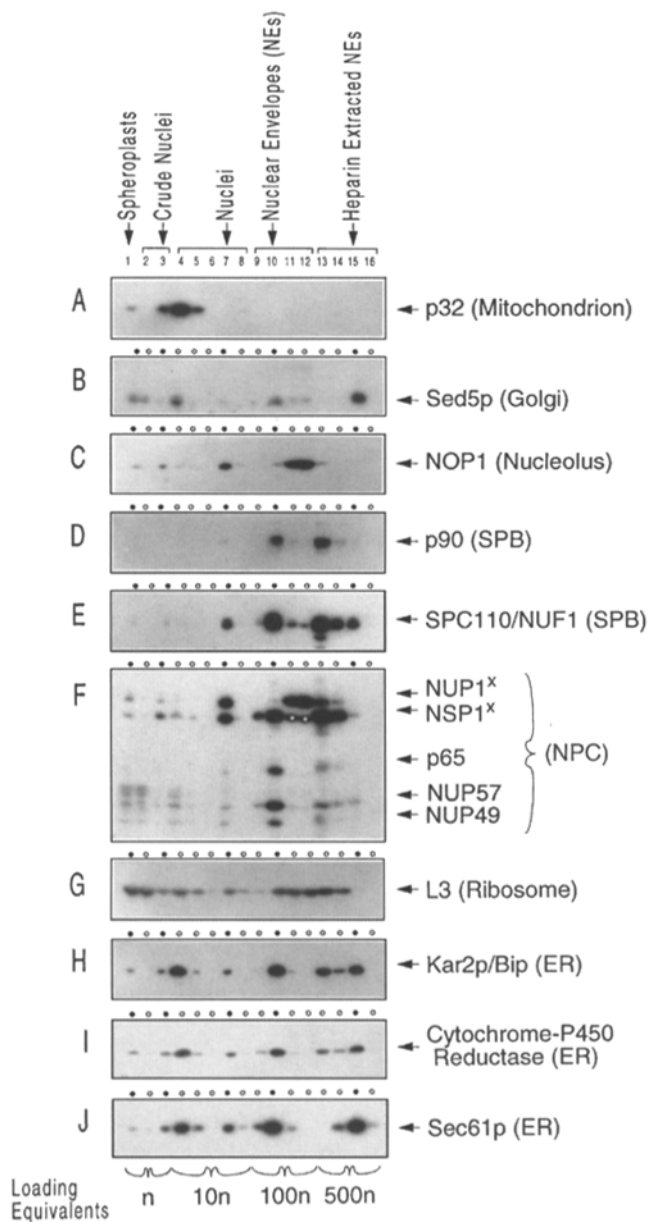 Spheroplasts
Crude Nuclei
Nuclei
Nuclear Envelopes (NEs)
Heparin Extracted NEs
1 2 3 4 5 6 7 8 9 10 11 12 13 14 15 16
A
p32 (Mitochondrion)
B
Sed5p (Golgi)
C
NOP1 (Nucleolus)
D
p90 (SPB)
E
SPC110/NUF1 (SPB)
F
NUP1ˣ
NSP1ˣ
p65
NUP57
NUP49
(NPC)
G
L3 (Ribosome)
H
Kar2p/Bip (ER)
I
Cytochrome-P450
Reductase (ER)
J
Sec61p (ER)
Loading
Equivalents
n 10n 100n 500n